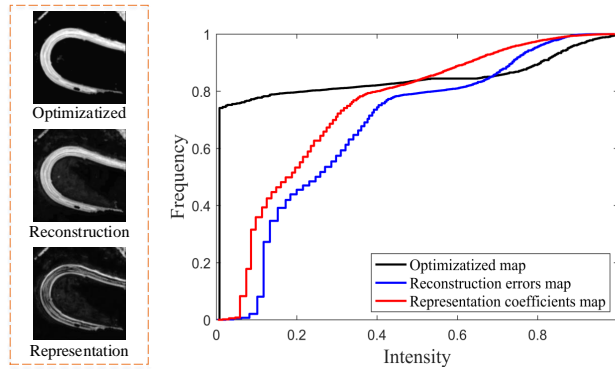 Optimizatized
Reconstruction
Representation
Frequency
1
0.8
0.6
0.4
0.2
0
0 0.2 0.4 0.6 0.8
Intensity
Optimizatized map
Reconstruction errors map
Representation coefficients map